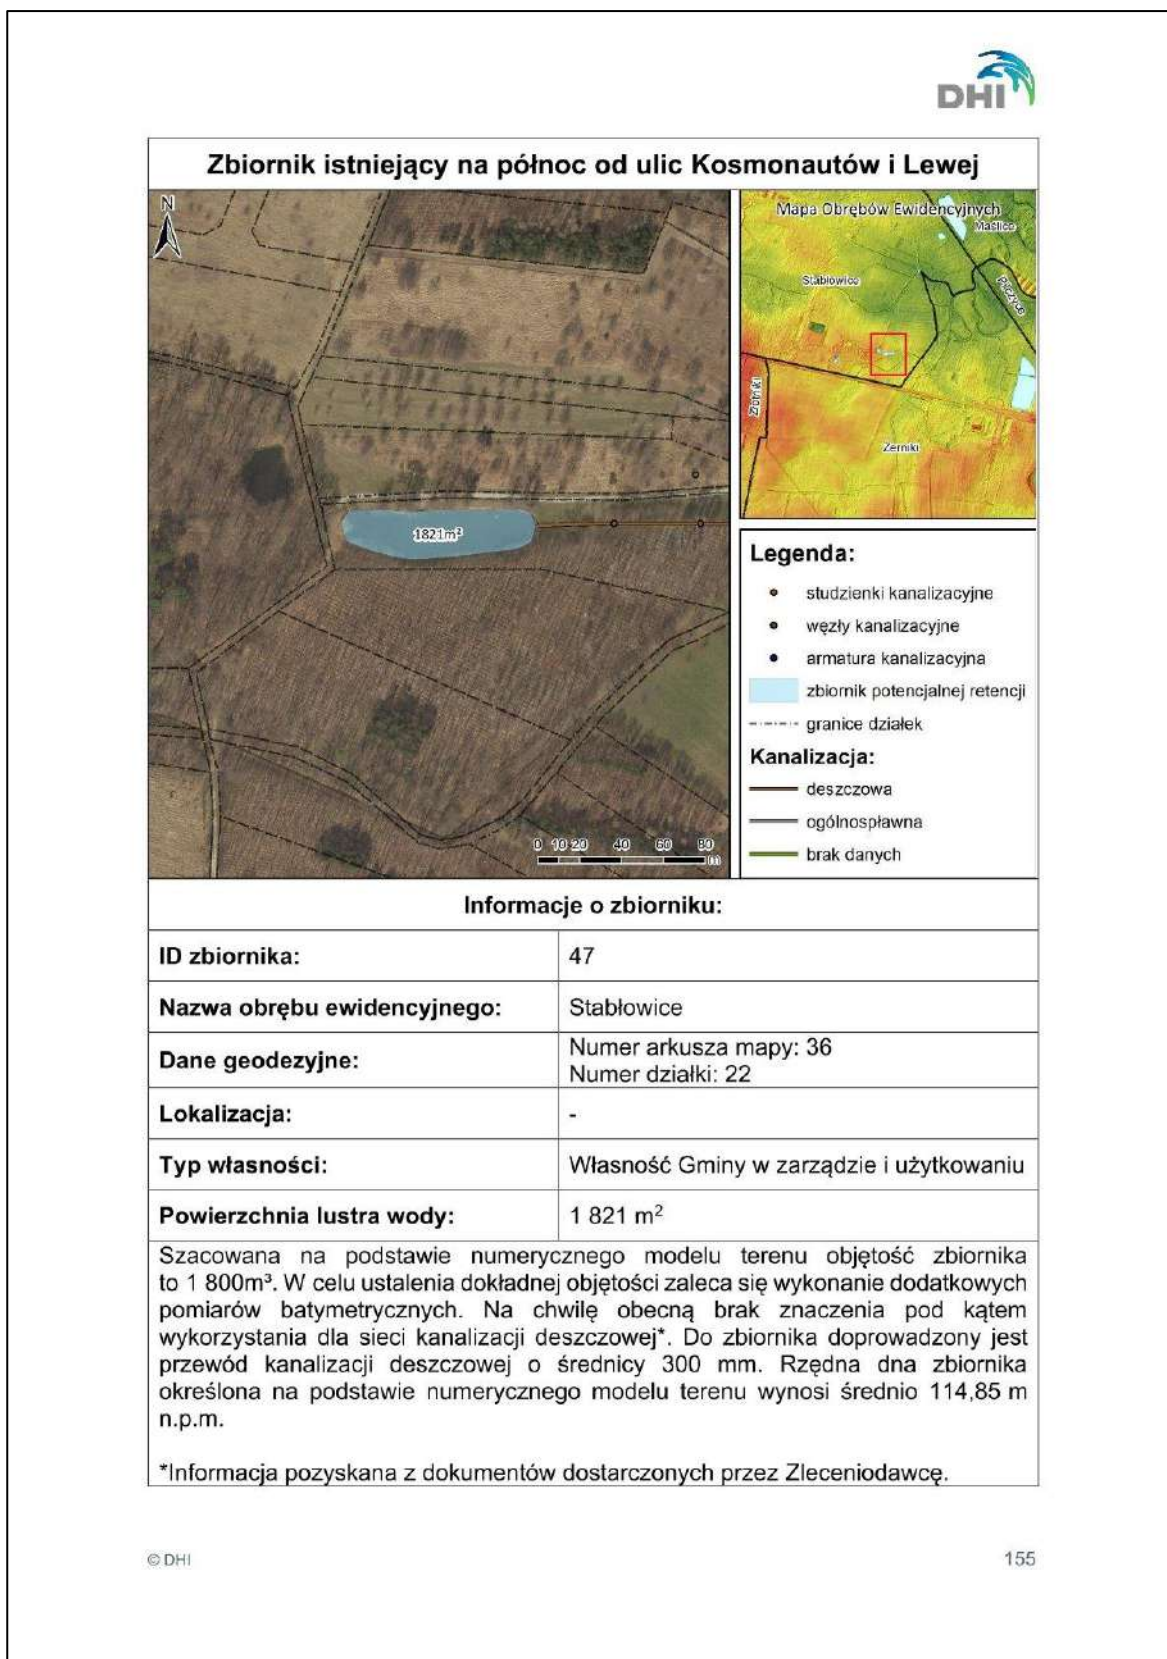 DHI
Zbiornik istniejący na północ od ulic Kosmonautów i Lewej
N
1821m²
0 10 20 40 60 80
m
Mapa Obrębów Ewidencyjnych
Maślice
Stabłowice
Pilczyce
Złotniki
Żerniki
Legenda:
studzienki kanalizacyjne
węzły kanalizacyjne
armatura kanalizacyjna
zbiornik potencjalnej retencji
granice działek
Kanalizacja:
deszczowa
ogólnospławna
brak danych
Informacje o zbiorniku:
ID zbiornika: 47
Nazwa obrębu ewidencyjnego: Stabłowice
Dane geodezyjne: Numer arkusza mapy: 36
Numer działki: 22
Lokalizacja: -
Typ własności: Własność Gminy w zarządzie i użytkowaniu
Powierzchnia lustra wody: 1 821 m²
Szacowana na podstawie numerycznego modelu terenu objętość zbiornika
to 1 800m³. W celu ustalenia dokładnej objętości zaleca się wykonanie dodatkowych
pomiarów batymetrycznych. Na chwilę obecną brak znaczenia pod kątem
wykorzystania dla sieci kanalizacji deszczowej*. Do zbiornika doprowadzony jest
przewód kanalizacji deszczowej o średnicy 300 mm. Rzędna dna zbiornika
określona na podstawie numerycznego modelu terenu wynosi średnio 114,85 m
n.p.m.
*Informacja pozyskana z dokumentów dostarczonych przez Zleceniodawcę.
© DHI
155